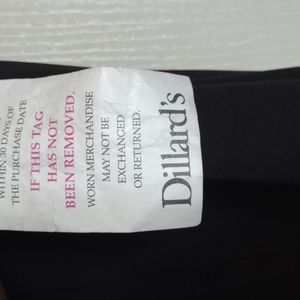 WITHIN 30 DAYS OF
THE PURCHASE DATE
IF THIS TAG
HAS NOT
BEEN REMOVED.
WORN MERCHANDISE
MAY NOT BE
EXCHANGED
OR RETURNED.
Dillard's